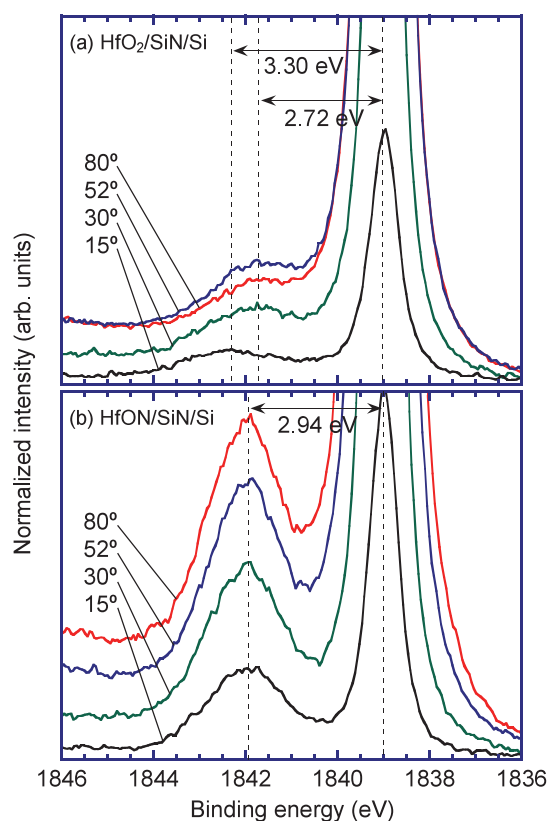 (a) HfO₂/SiN/Si
3.30 eV
2.72 eV
80º
52º
30º
15º
Normalized intensity (arb. units)
(b) HfON/SiN/Si
2.94 eV
80º
52º
30º
15º
1846 1844 1842 1840 1838 1836
Binding energy (eV)